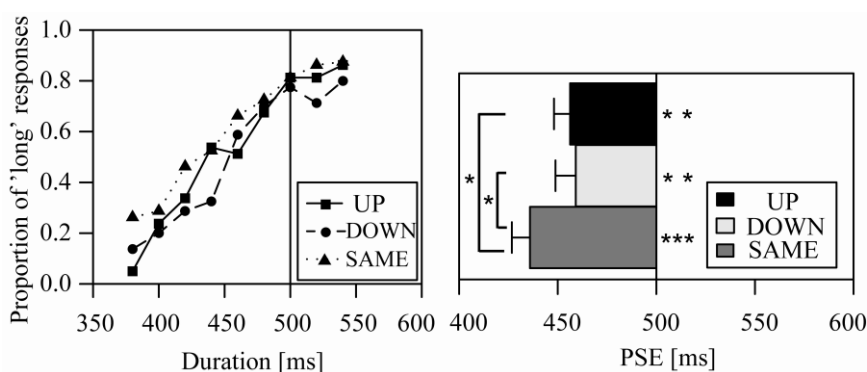 Proportion of 'long' responses
1.0
0.8
0.6
0.4
0.2
0.0
UP
DOWN
SAME
350 400 450 500 550 600
Duration [ms]
* *
* *
***
*
*
UP
DOWN
SAME
400 450 500 550 600
PSE [ms]